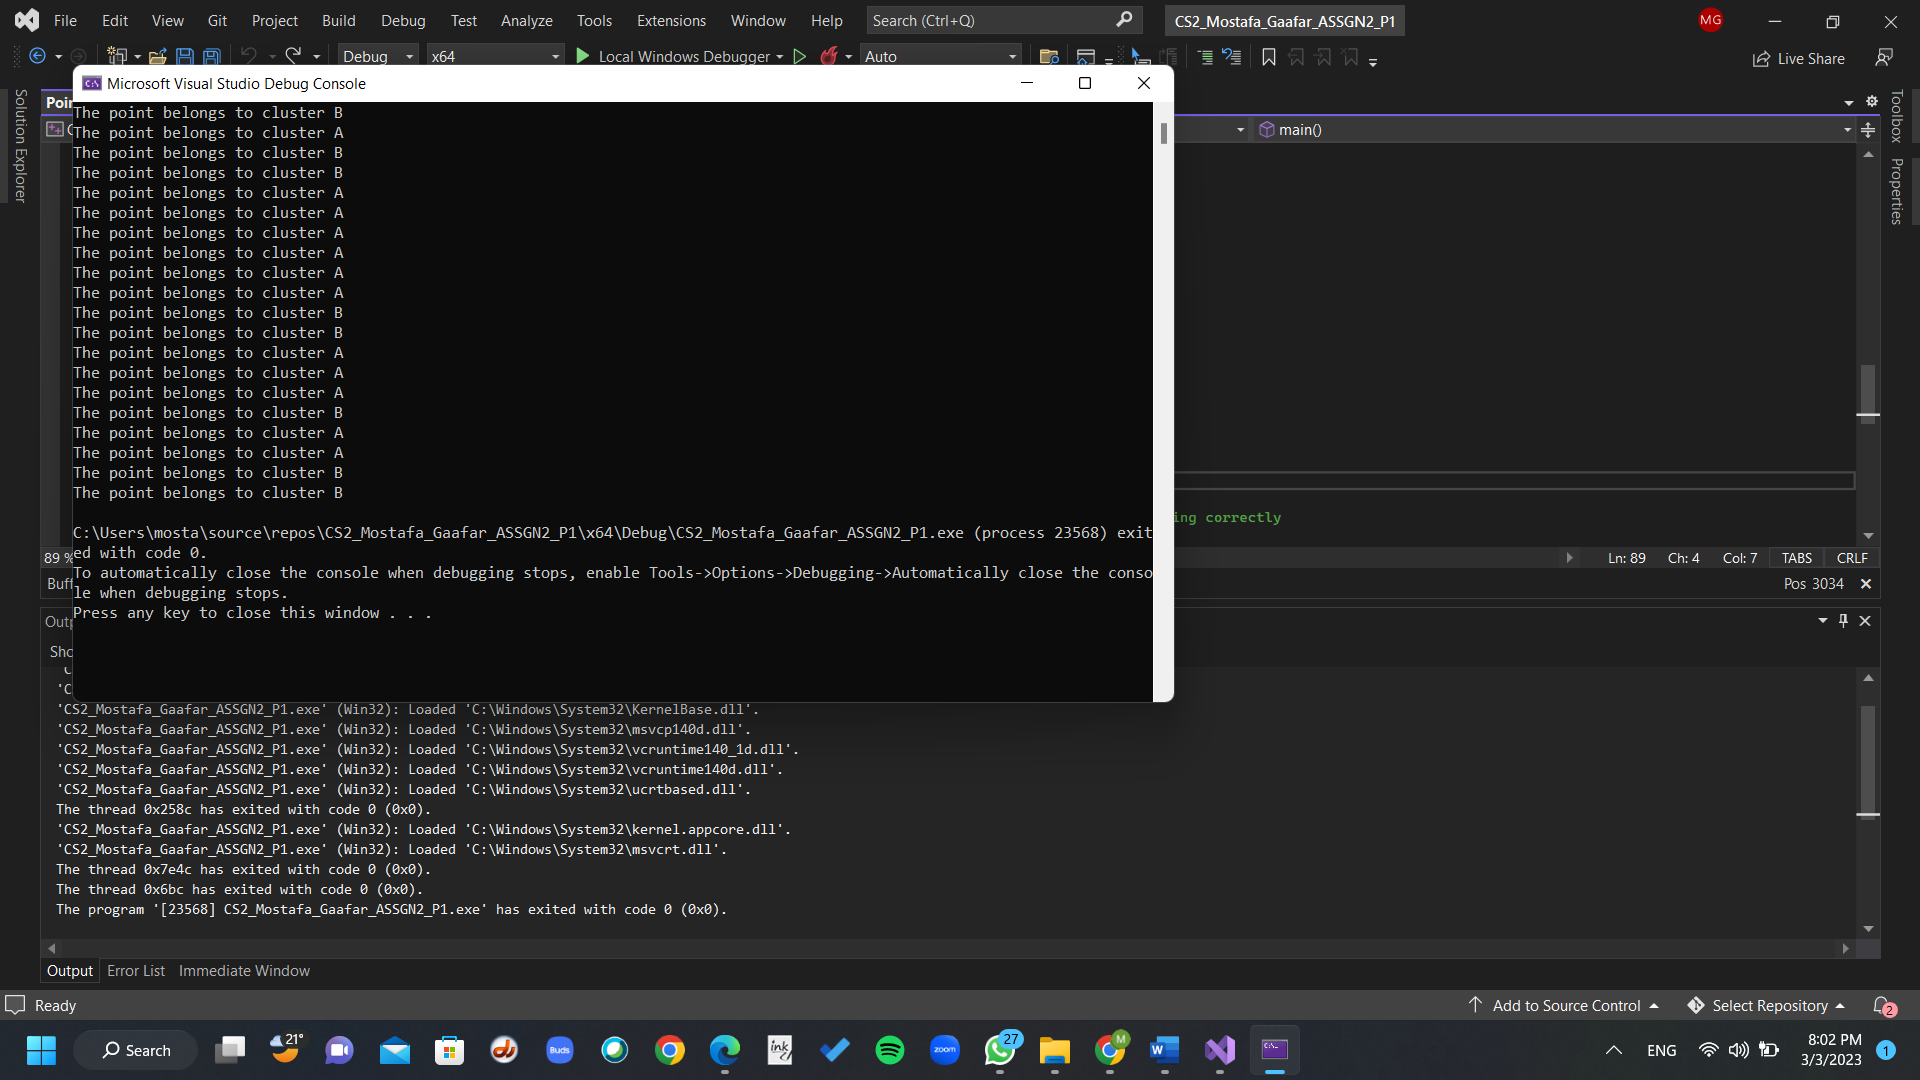 File Edit View Git Project Build Debug Test Analyze Tools Extensions Window Help Search (Ctrl+Q) CS2_Mostafa_Gaafar_ASSGN2_P1 MG
Debug x64 Local Windows Debugger Auto Live Share
Microsoft Visual Studio Debug Console
Solution Explorer
Toolbox
Properties
main()
The point belongs to cluster B
The point belongs to cluster A
The point belongs to cluster B
The point belongs to cluster B
The point belongs to cluster A
The point belongs to cluster A
The point belongs to cluster A
The point belongs to cluster A
The point belongs to cluster A
The point belongs to cluster A
The point belongs to cluster B
The point belongs to cluster B
The point belongs to cluster A
The point belongs to cluster A
The point belongs to cluster A
The point belongs to cluster B
The point belongs to cluster A
The point belongs to cluster A
The point belongs to cluster B
The point belongs to cluster B
C:\Users\mosta\source\repos\CS2_Mostafa_Gaafar_ASSGN2_P1\x64\Debug\CS2_Mostafa_Gaafar_ASSGN2_P1.exe (process 23568) exit
ed with code 0.
To automatically close the console when debugging stops, enable Tools->Options->Debugging->Automatically close the conso
le when debugging stops.
Press any key to close this window . . .
ing correctly
89 % Ln: 89 Ch: 4 Col: 7 TABS CRLF
Buff Pos 3034
Outp
Sho
'C
'C
'CS2_Mostafa_Gaafar_ASSGN2_P1.exe' (Win32): Loaded 'C:\Windows\System32\KernelBase.dll'.
'CS2_Mostafa_Gaafar_ASSGN2_P1.exe' (Win32): Loaded 'C:\Windows\System32\msvcp140d.dll'.
'CS2_Mostafa_Gaafar_ASSGN2_P1.exe' (Win32): Loaded 'C:\Windows\System32\vcruntime140_1d.dll'.
'CS2_Mostafa_Gaafar_ASSGN2_P1.exe' (Win32): Loaded 'C:\Windows\System32\vcruntime140d.dll'.
'CS2_Mostafa_Gaafar_ASSGN2_P1.exe' (Win32): Loaded 'C:\Windows\System32\ucrtbased.dll'.
The thread 0x258c has exited with code 0 (0x0).
'CS2_Mostafa_Gaafar_ASSGN2_P1.exe' (Win32): Loaded 'C:\Windows\System32\kernel.appcore.dll'.
'CS2_Mostafa_Gaafar_ASSGN2_P1.exe' (Win32): Loaded 'C:\Windows\System32\msvcrt.dll'.
The thread 0x7e4c has exited with code 0 (0x0).
The thread 0x6bc has exited with code 0 (0x0).
The program '[23568] CS2_Mostafa_Gaafar_ASSGN2_P1.exe' has exited with code 0 (0x0).
Output Error List Immediate Window
Ready Add to Source Control Select Repository 2
Search 21° Buds ink zoom 27 M W ENG 8:02 PM 1
3/3/2023